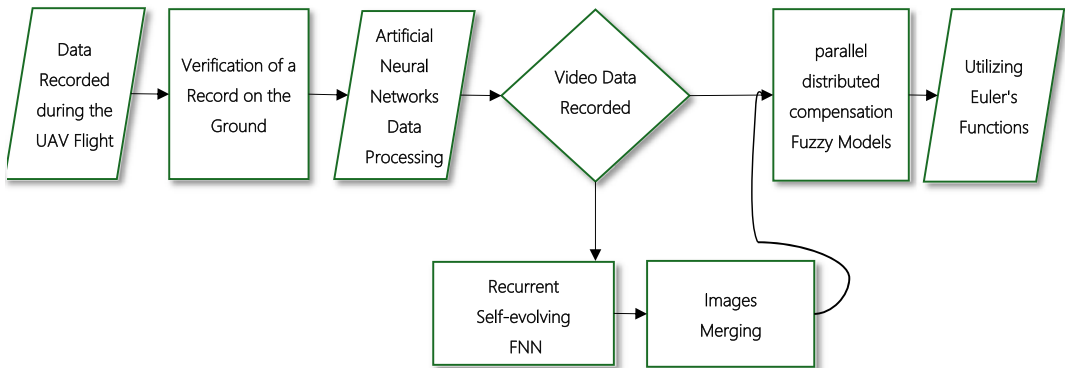 Data
Recorded
during the
UAV Flight
Verification of a
Record on the
Ground
Artificial
Neural
Networks
Data
Processing
Video Data
Recorded
parallel
distributed
compensation
Fuzzy Models
Utilizing
Euler's
Functions
Recurrent
Self-evolving
FNN
Images
Merging